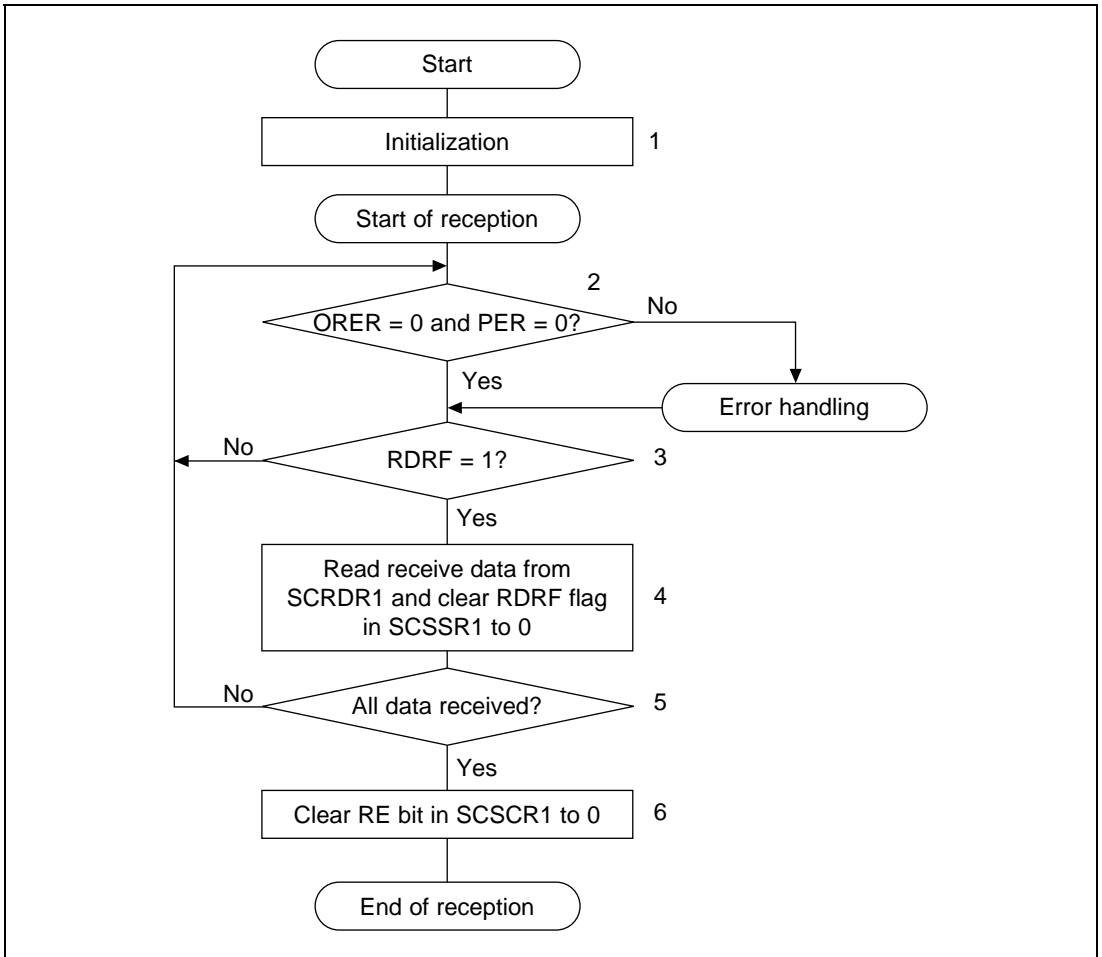 Start
Initialization
1
Start of reception
2
ORER = 0 and PER = 0?
No
Yes
Error handling
No
RDRF = 1?
3
Yes
Read receive data from
SCRDR1 and clear RDRF flag
in SCSSR1 to 0
4
No
All data received?
5
Yes
Clear RE bit in SCSCR1 to 0
6
End of reception